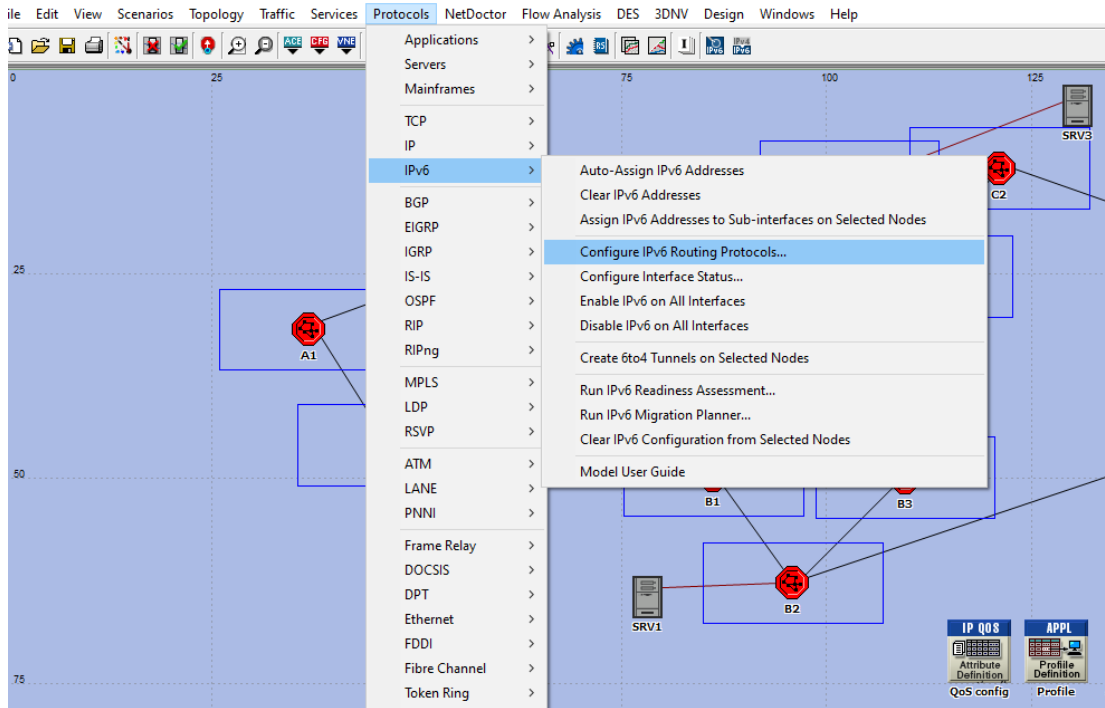 ile Edit View Scenarios Topology Traffic Services Protocols NetDoctor Flow Analysis DES 3DNV Design Windows Help
ACE CFG VNE RS I IPv6 IPv4 IPv6
0 25 75 100 125
Applications
Servers
Mainframes
TCP
IP
IPv6
BGP
EIGRP
IGRP
IS-IS
OSPF
RIP
RIPng
MPLS
LDP
RSVP
ATM
LANE
PNNI
Frame Relay
DOCSIS
DPT
Ethernet
FDDI
Fibre Channel
Token Ring
Auto-Assign IPv6 Addresses
Clear IPv6 Addresses
Assign IPv6 Addresses to Sub-interfaces on Selected Nodes
Configure IPv6 Routing Protocols...
Configure Interface Status...
Enable IPv6 on All Interfaces
Disable IPv6 on All Interfaces
Create 6to4 Tunnels on Selected Nodes
Run IPv6 Readiness Assessment...
Run IPv6 Migration Planner...
Clear IPv6 Configuration from Selected Nodes
Model User Guide
SRV3
C2
25
A1
50
B1
B3
B2
SRV1
75
IP QOS
Attribute
Definition
QoS config
APPL
Profiile
Definition
Profile